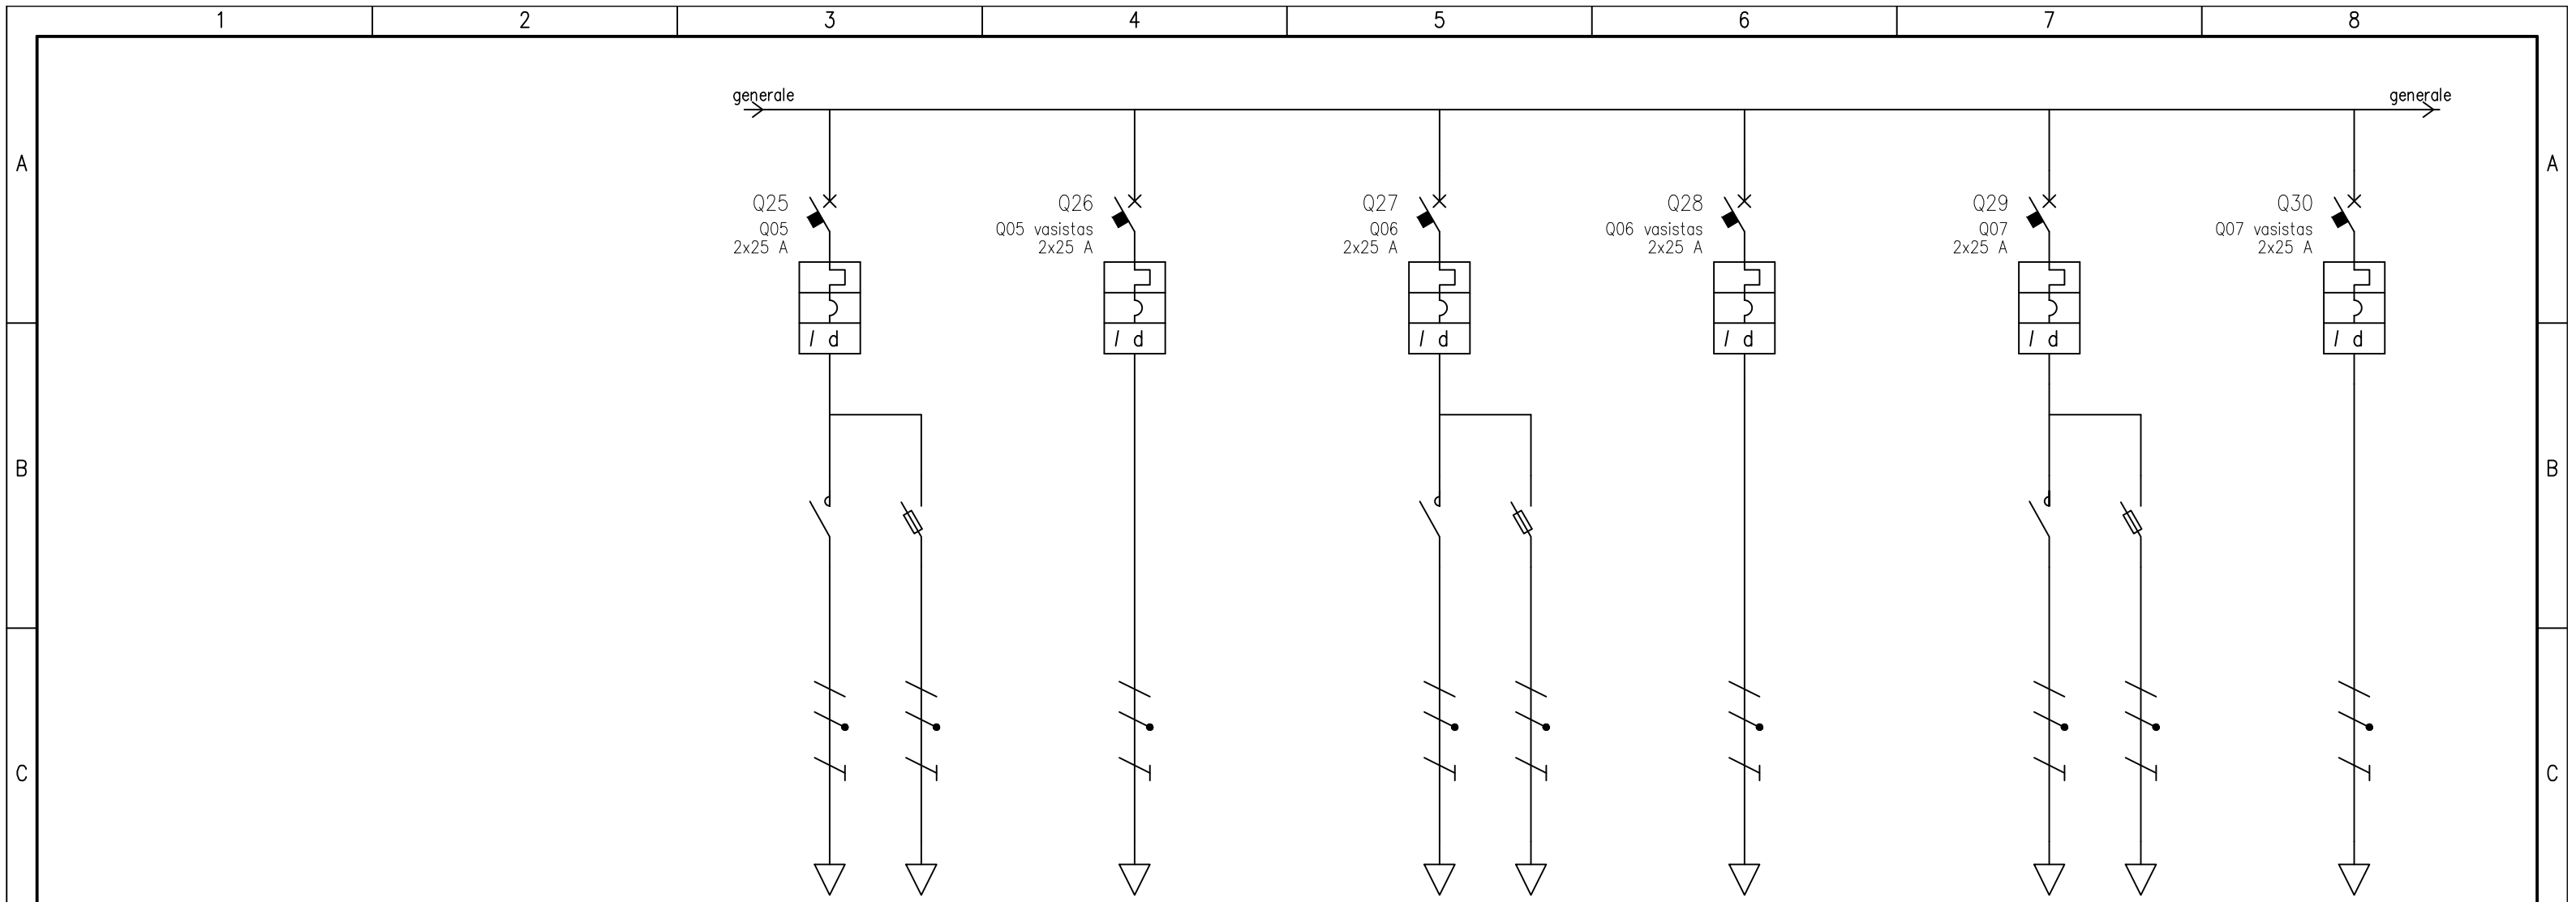 1 2 3 4 5 6 7 8
generale generale
A A
Q25 Q26 Q27 Q28 Q29 Q30
Q05 Q05 vasistas Q06 Q06 vasistas Q07 Q07 vasistas
2x25 A 2x25 A 2x25 A 2x25 A 2x25 A 2x25 A
I d I d I d I d I d I d
B B
C C